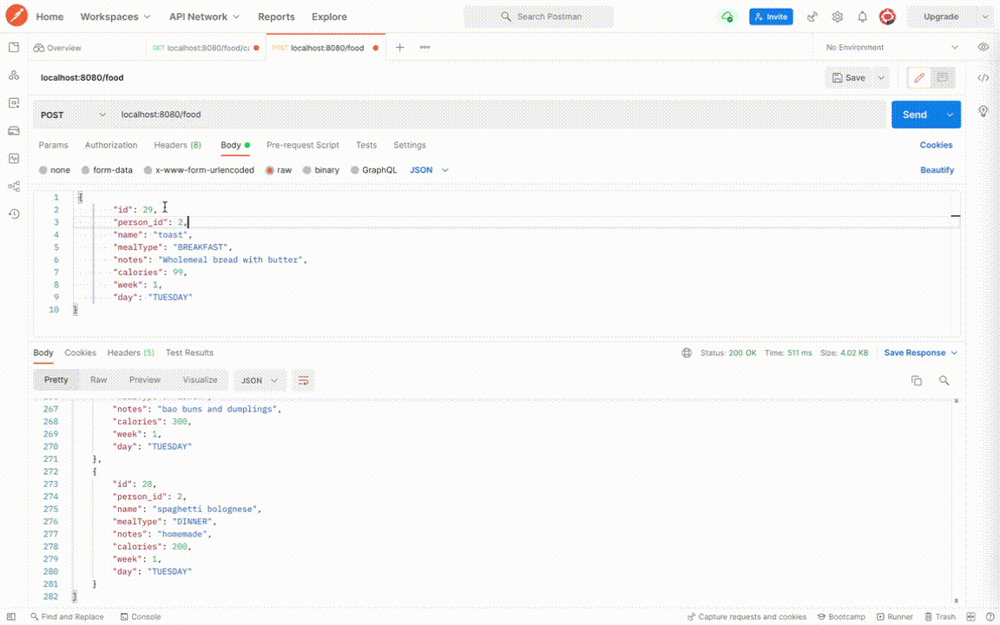 Home Workspaces API Network Reports Explore Search Postman Invite Upgrade
Overview GET localhost:8080/food/ca POST localhost:8080/food No Environment
localhost:8080/food Save
POST localhost:8080/food Send
Params Authorization Headers (8) Body Pre-request Script Tests Settings Cookies
none form-data x-www-form-urlencoded raw binary GraphQL JSON Beautify
1 {
2 "id": 29,
3 "person_id": 2,
4 "name": "toast",
5 "mealType": "BREAKFAST",
6 "notes": "Wholemeal bread with butter",
7 "calories": 99,
8 "week": 1,
9 "day": "TUESDAY"
10 }
Body Cookies Headers (5) Test Results Status: 200 OK Time: 511 ms Size: 4.02 KB Save Response
Pretty Raw Preview Visualize JSON
267 "notes": "bao buns and dumplings",
268 "calories": 300,
269 "week": 1,
270 "day": "TUESDAY"
271 },
272 {
273 "id": 28,
274 "person_id": 2,
275 "name": "spaghetti bolognese",
276 "mealType": "DINNER",
277 "notes": "homemade",
278 "calories": 200,
279 "week": 1,
280 "day": "TUESDAY"
281 }
282 ]
Find and Replace Console Capture requests and cookies Bootcamp Runner Trash